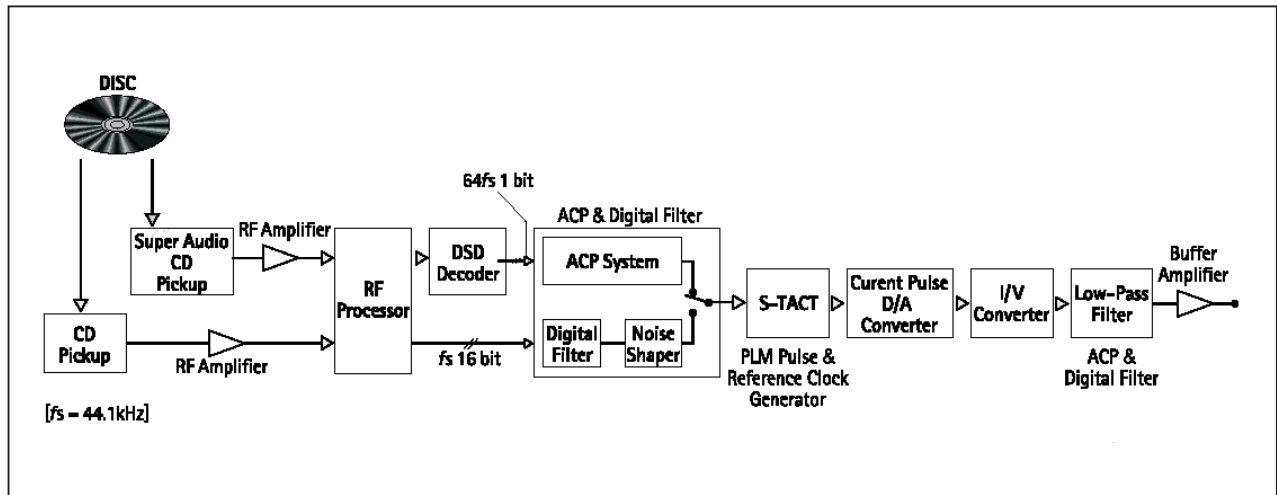 DISC
64fs 1 bit
ACP & Digital Filter
Super Audio
CD
Pickup
RF Amplifier
RF
Processor
DSD
Decoder
ACP System
Buffer
Amplifier
CD
Pickup
RF Amplifier
fs 16 bit
Digital
Filter
Noise
Shaper
S-TACT
PLM Pulse &
Reference Clock
Generator
Curent Pulse
D/A
Converter
I/V
Converter
Low-Pass
Filter
ACP &
Digital Filter
[fs = 44.1kHz]